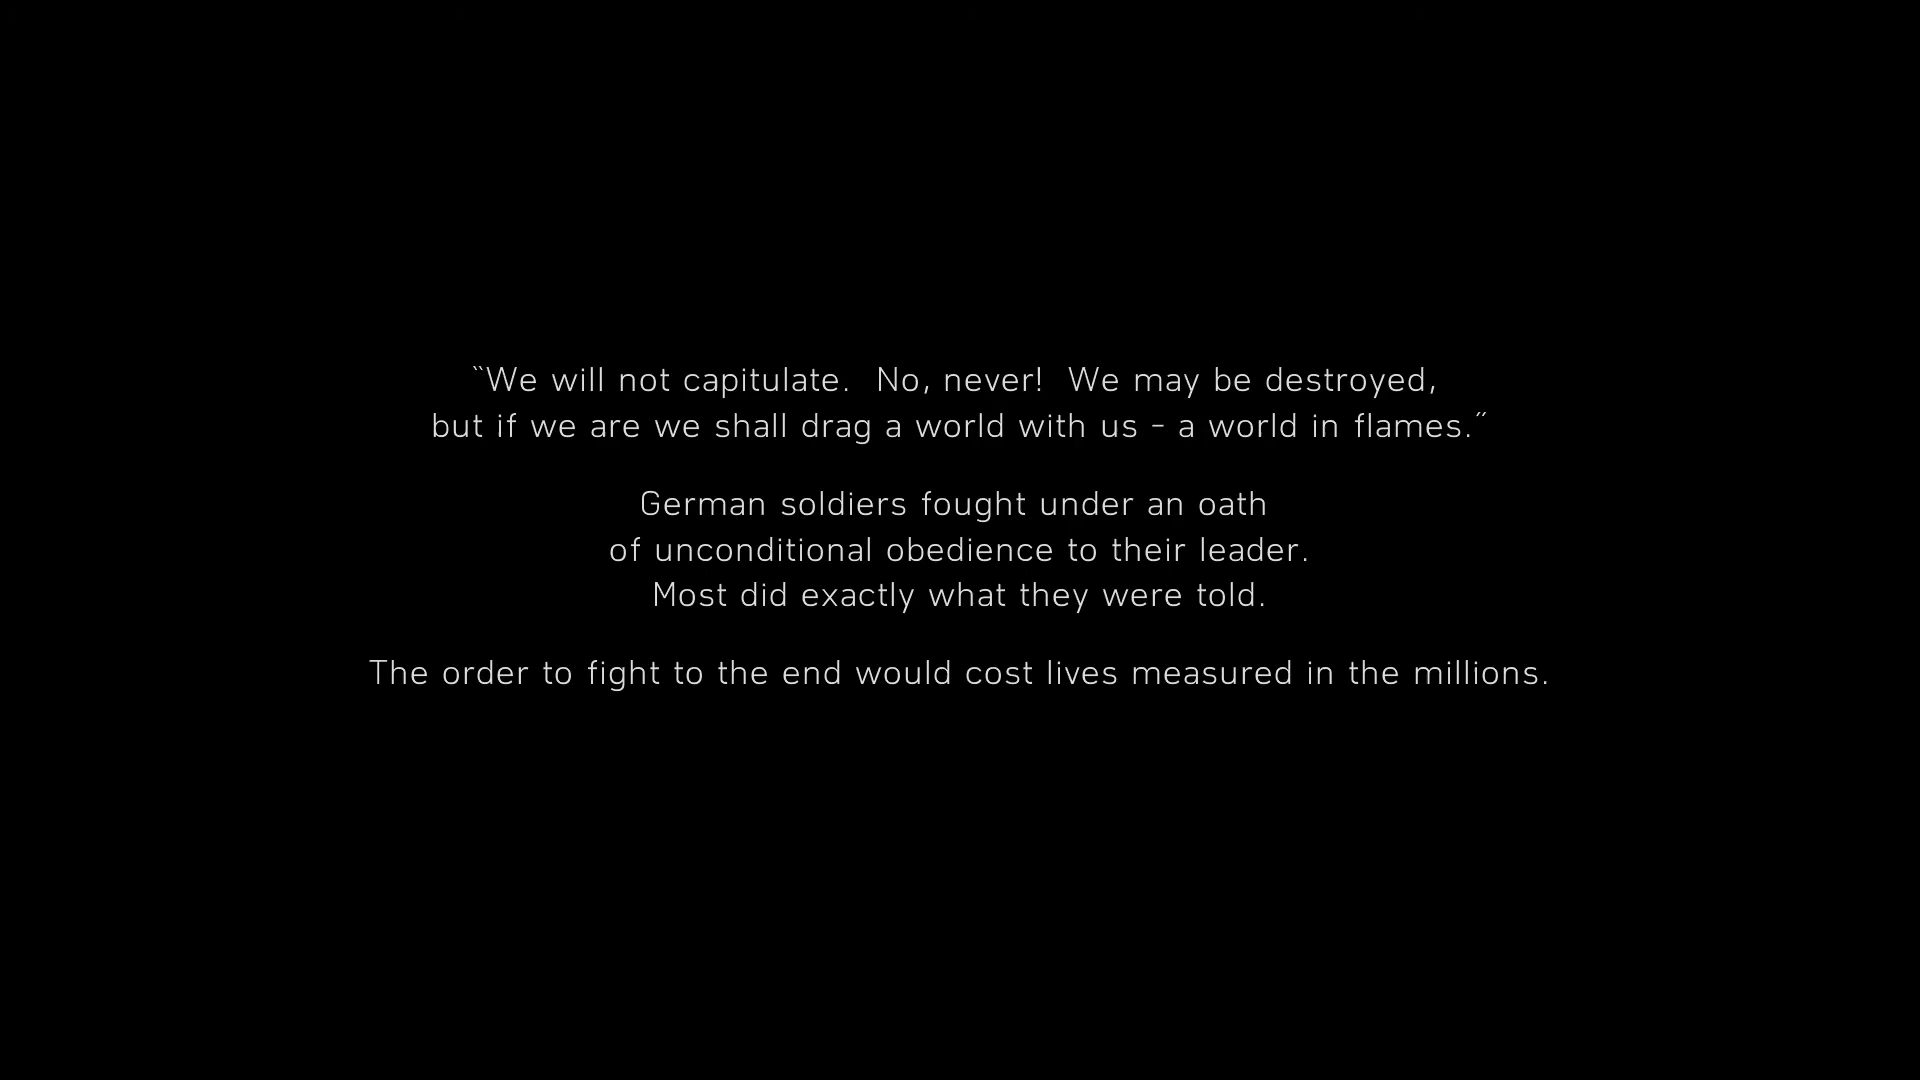 “We will not capitulate.  No, never!  We may be destroyed,
but if we are we shall drag a world with us - a world in flames.”
German soldiers fought under an oath
of unconditional obedience to their leader.
Most did exactly what they were told.
The order to fight to the end would cost lives measured in the millions.